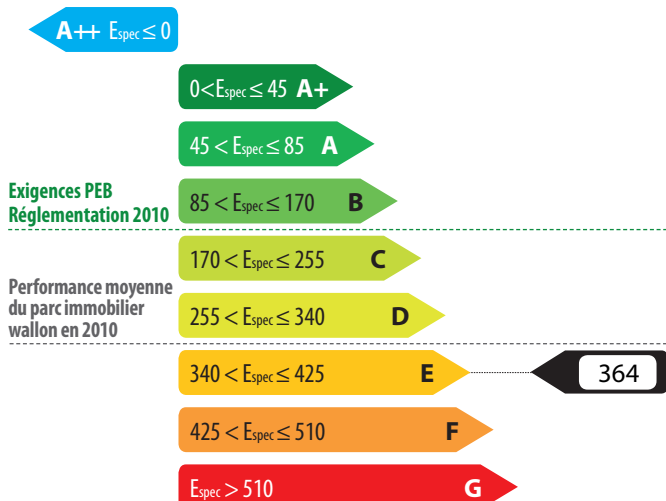 A++ Espec ≤ 0
0<Espec ≤ 45 A+
45 < Espec ≤ 85 A
Exigences PEB
Réglementation 2010
85 < Espec ≤ 170 B
170 < Espec ≤ 255 C
Performance moyenne
du parc immobilier
wallon en 2010
255 < Espec ≤ 340 D
340 < Espec ≤ 425 E
364
425 < Espec ≤ 510 F
Espec > 510 G